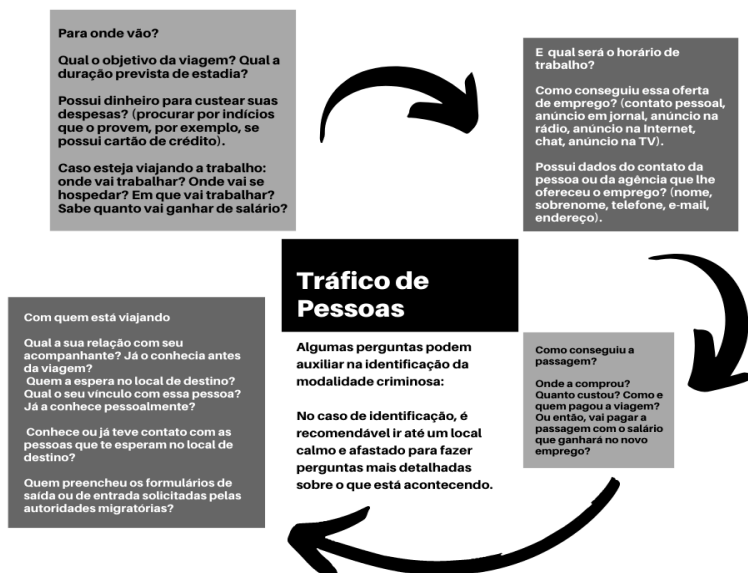 Para onde vão?
Qual o objetivo da viagem? Qual a
duração prevista de estadia?
Possui dinheiro para custear suas
despesas? (procurar por indícios
que o provem, por exemplo, se
possui cartão de crédito).
Caso esteja viajando a trabalho:
onde vai trabalhar? Onde vai se
hospedar? Em que vai trabalhar?
Sabe quanto vai ganhar de salário?
E qual será o horário de
trabalho?
Como conseguiu essa oferta
de emprego? (contato pessoal,
anúncio em jornal, anúncio na
rádio, anúncio na Internet,
chat, anúncio na TV).
Possui dados do contato da
pessoa ou da agência que lhe
ofereceu o emprego? (nome,
sobrenome, telefone, e-mail,
endereço).
Tráfico de
Pessoas
Algumas perguntas podem
auxiliar na identificação da
modalidade criminosa:
No caso de identificação, é
recomendável ir até um local
calmo e afastado para fazer
perguntas mais detalhadas
sobre o que está acontecendo.
Como conseguiu a
passagem?
Onde a comprou?
Quanto custou? Como e
quem pagou a viagem?
Ou então, vai pagar a
passagem com o salário
que ganhará no novo
emprego?
Com quem está viajando
Qual a sua relação com seu
acompanhante? Já o conhecia antes
da viagem?
Quem a espera no local de destino?
Qual o seu vínculo com essa pessoa?
Já a conhece pessoalmente?
Conhece ou já teve contato com as
pessoas que te esperam no local de
destino?
Quem preencheu os formulários de
saída ou de entrada solicitadas pelas
autoridades migratórias?